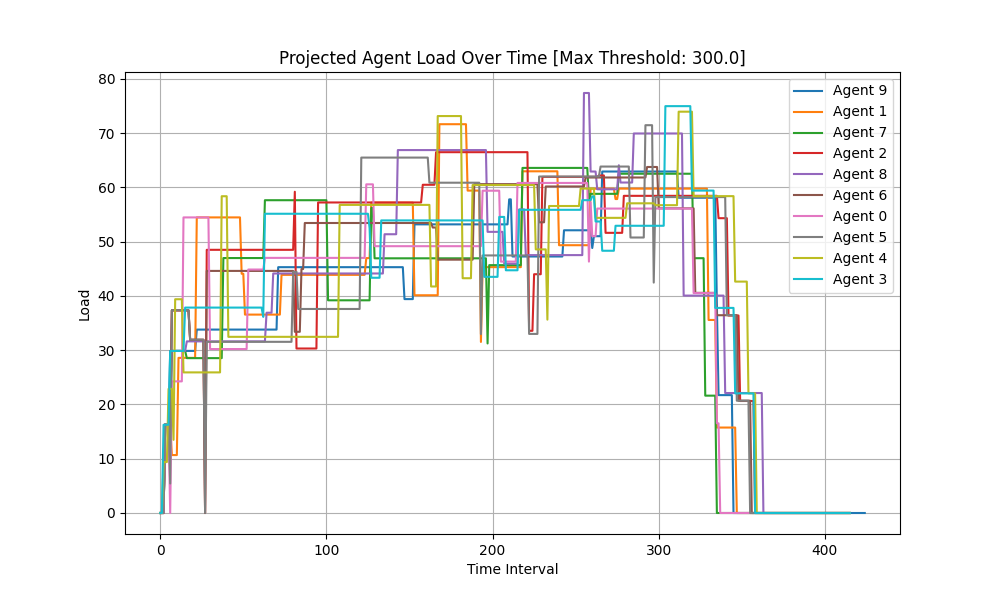 Projected Agent Load Over Time [Max Threshold: 300.0]
Load
80
70
60
50
40
30
20
10
0
0 100 200 300 400
Time Interval
Agent 9
Agent 1
Agent 7
Agent 2
Agent 8
Agent 6
Agent 0
Agent 5
Agent 4
Agent 3